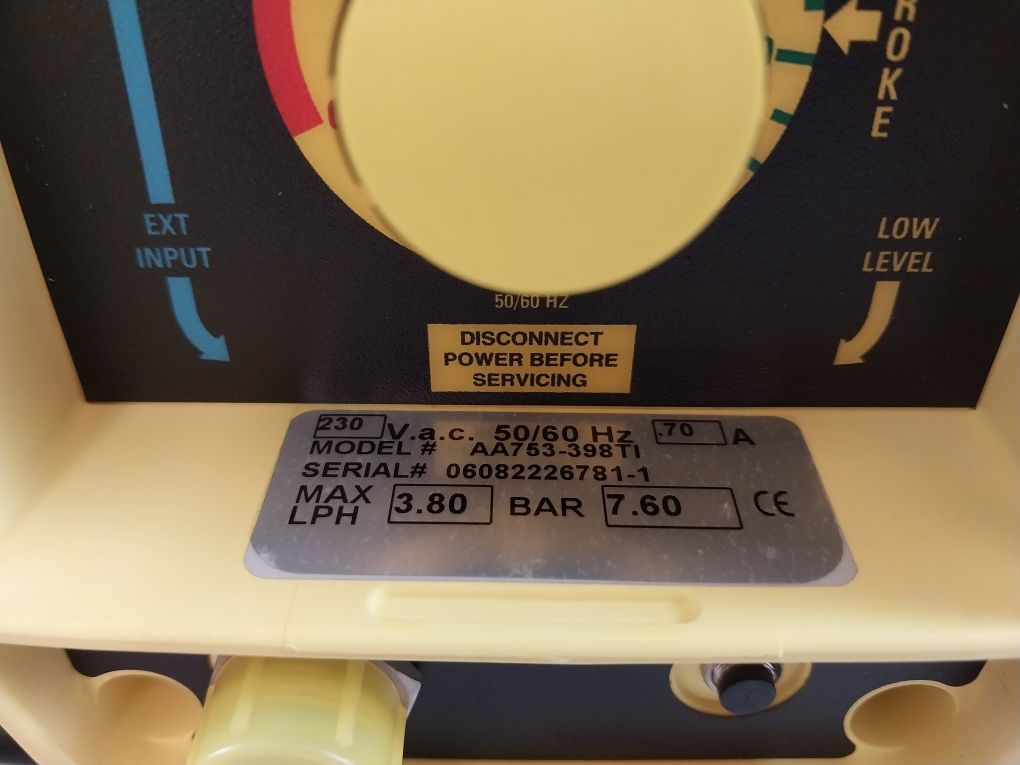 ROKE
EXT
INPUT
LOW
LEVEL
50/60 HZ
DISCONNECT
POWER BEFORE
SERVICING
230 V.a.c. 50/60 Hz .70 A
MODEL # AA753-398TI
SERIAL# 06082226781-1
MAX
LPH 3.80 BAR 7.60 CE